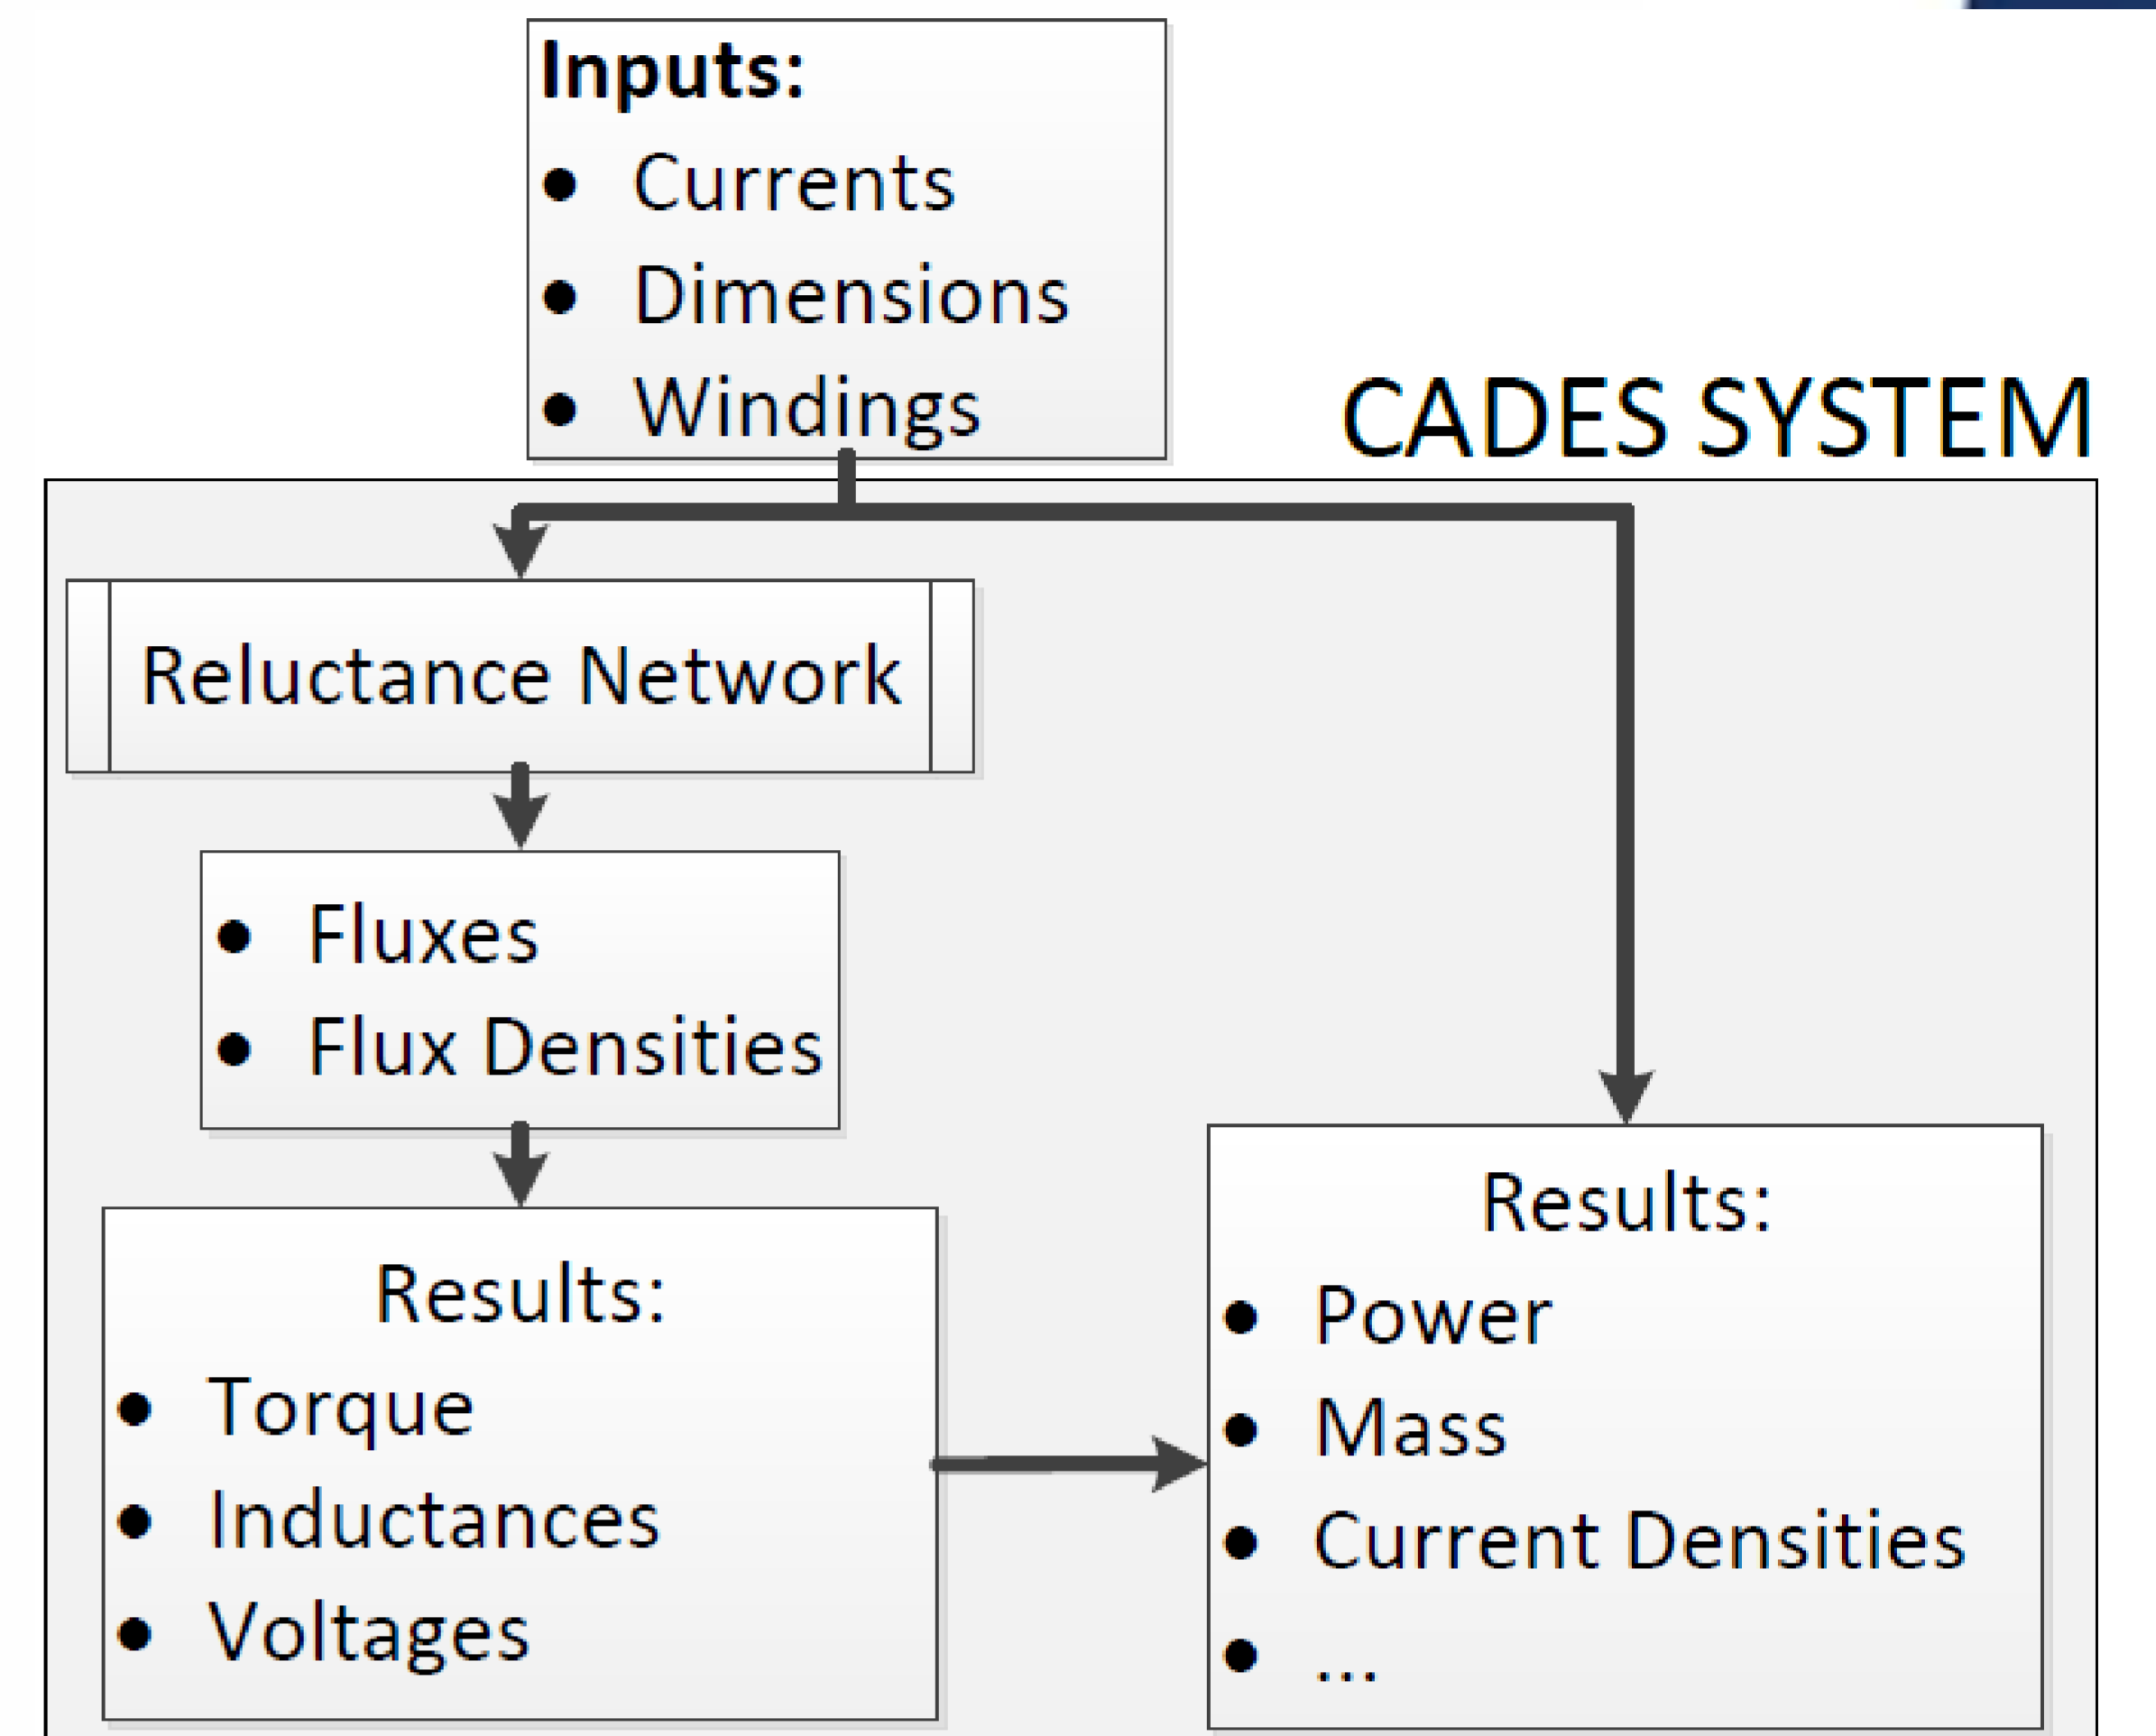 Inputs:
● Currents
● Dimensions
● Windings
CADES SYSTEM
Reluctance Network
● Fluxes
● Flux Densities
Results:
● Torque
● Inductances
● Voltages
Results:
● Power
● Mass
● Current Densities
● ...